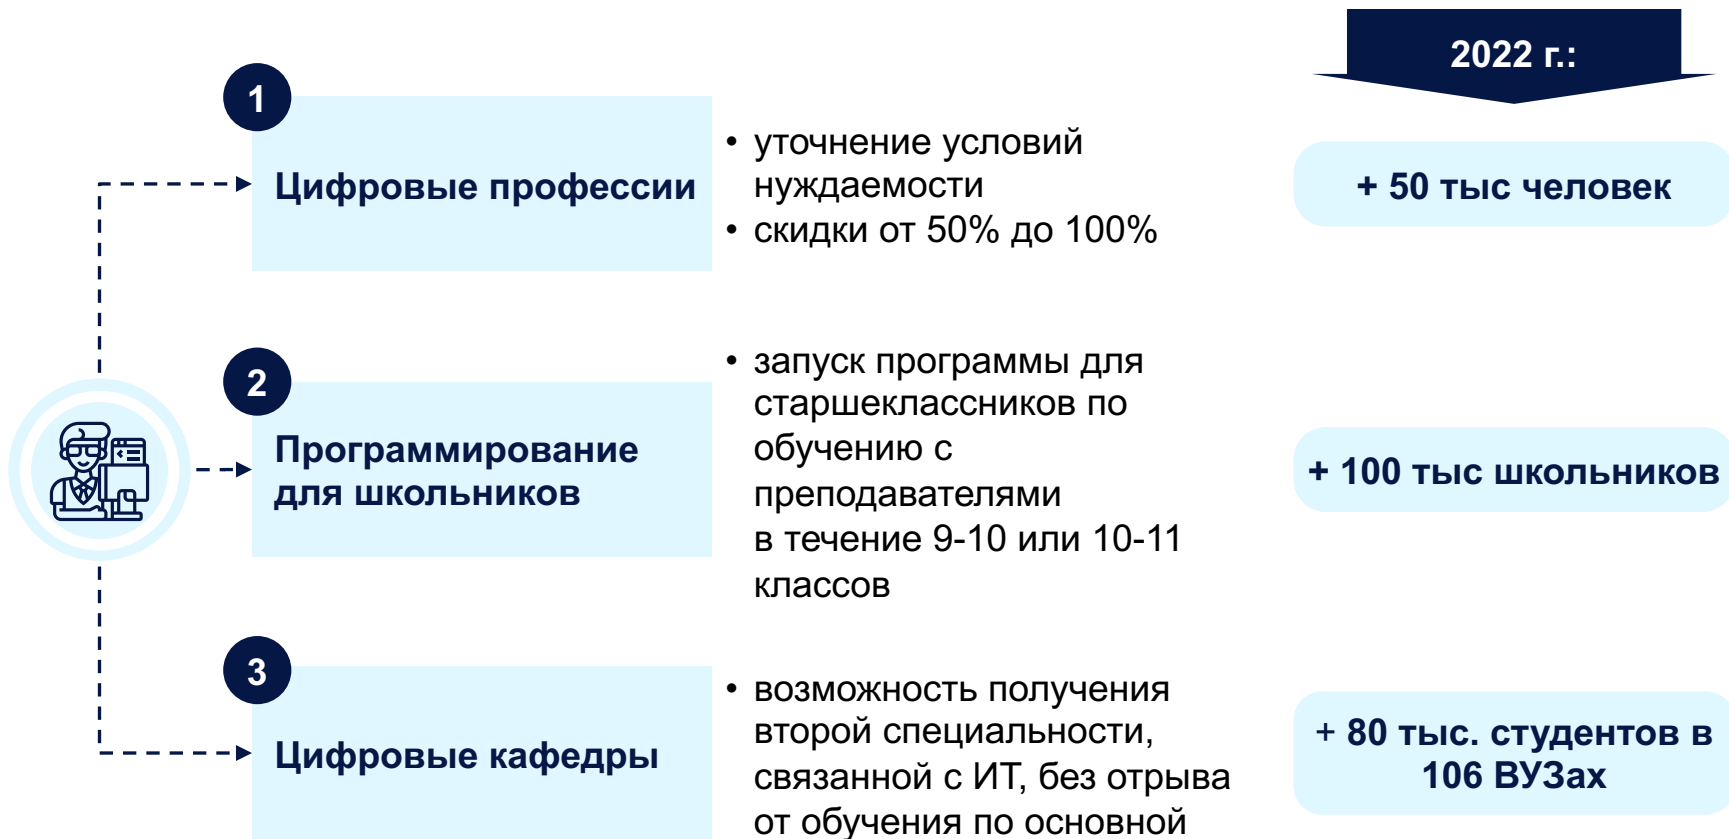 2022 г.:
1
Цифровые профессии
• уточнение условий
нуждаемости
• скидки от 50% до 100%
+ 50 тыс человек
2
Программирование
для школьников
• запуск программы для
старшеклассников по
обучению с
преподавателями
в течение 9-10 или 10-11
классов
+ 100 тыс школьников
3
Цифровые кафедры
• возможность получения
второй специальности,
связанной с ИТ, без отрыва
от обучения по основной
+ 80 тыс. студентов в
106 ВУЗах